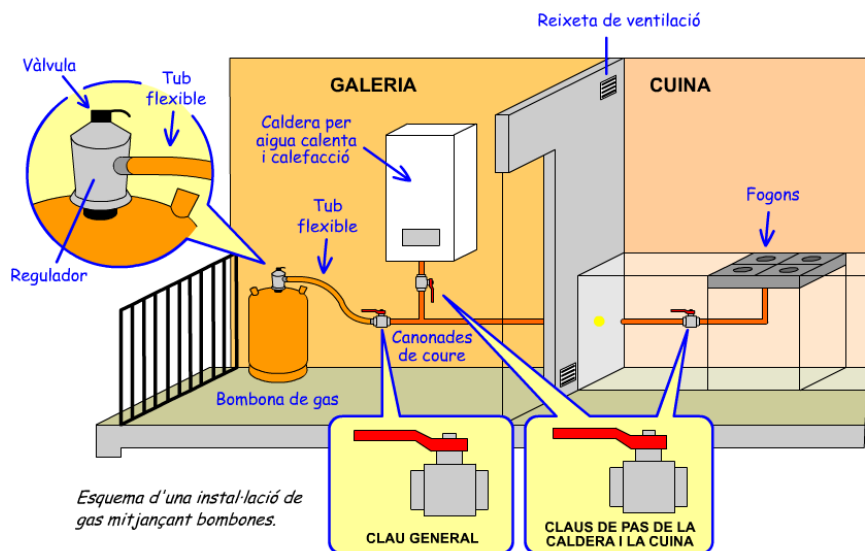 Reixeta de ventilació
Vàlvula
Tub
flexible
GALERIA
CUINA
Caldera per
aigua calenta
i calefacció
Fogons
Tub
flexible
Regulador
Canonades
de coure
Bombona de gas
Esquema d'una instal·lació de
gas mitjançant bombones.
CLAU GENERAL
CLAUS DE PAS DE LA
CALDERA I LA CUINA